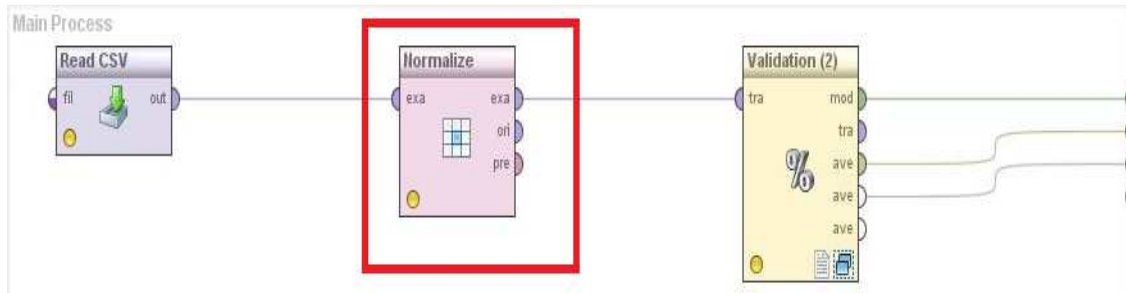 Main Process
Read CSV
fil
out
Normalize
exa
exa
ori
pre
Validation (2)
tra
mod
tra
ave
ave
ave
%